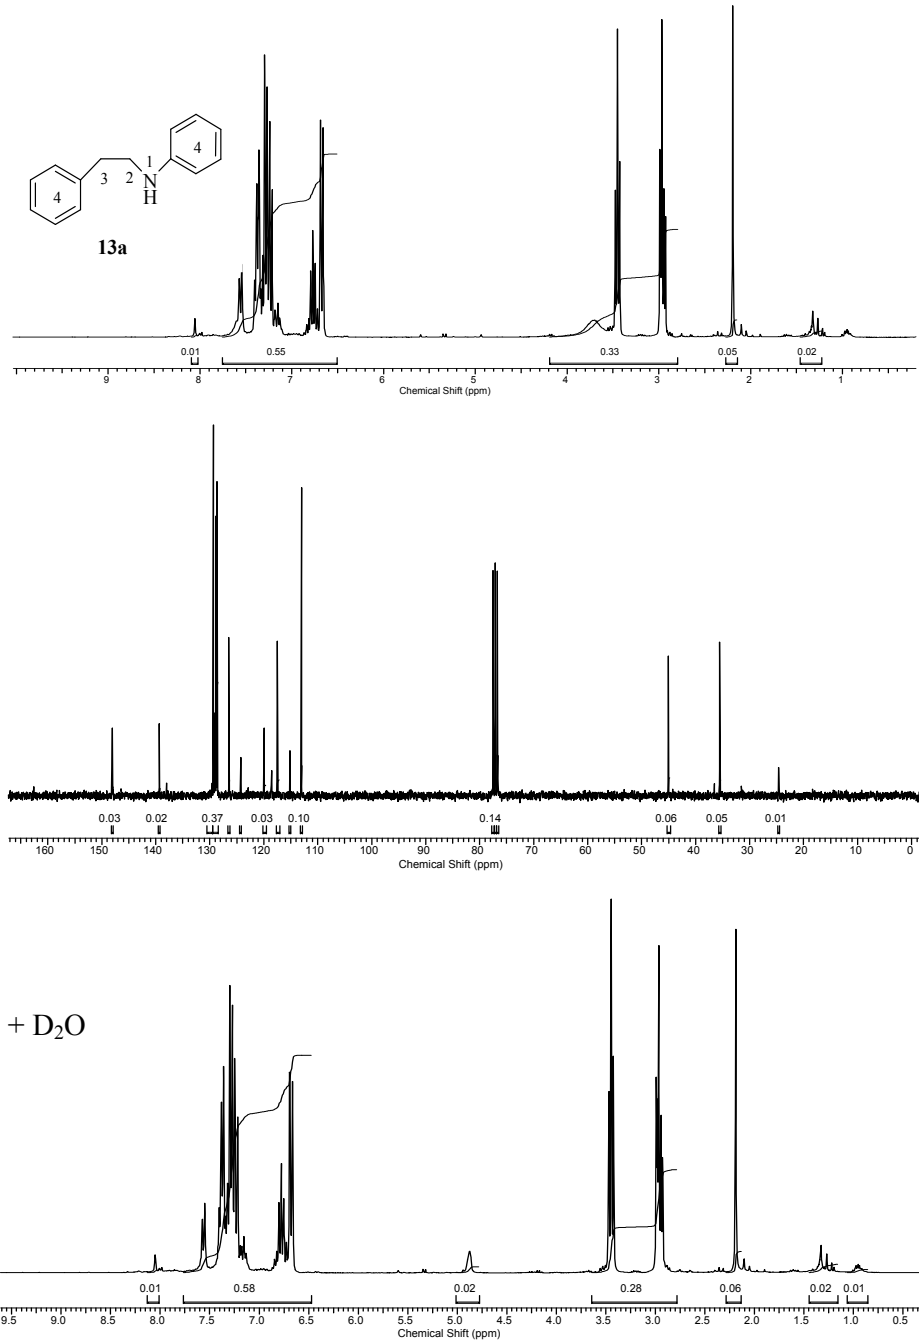 4
1
3
2
N
4
H
13a
0.01 0.55 0.33 0.05 0.02
9 8 7 6 5 4 3 2 1
Chemical Shift (ppm)
0.03 0.02 0.37 0.03 0.10 0.14 0.06 0.05 0.01
160 150 140 130 120 110 100 90 80 70 60 50 40 30 20 10 0
Chemical Shift (ppm)
+ D₂O
0.01 0.58 0.02 0.28 0.06 0.02 0.01
9.5 9.0 8.5 8.0 7.5 7.0 6.5 6.0 5.5 5.0 4.5 4.0 3.5 3.0 2.5 2.0 1.5 1.0 0.5
Chemical Shift (ppm)